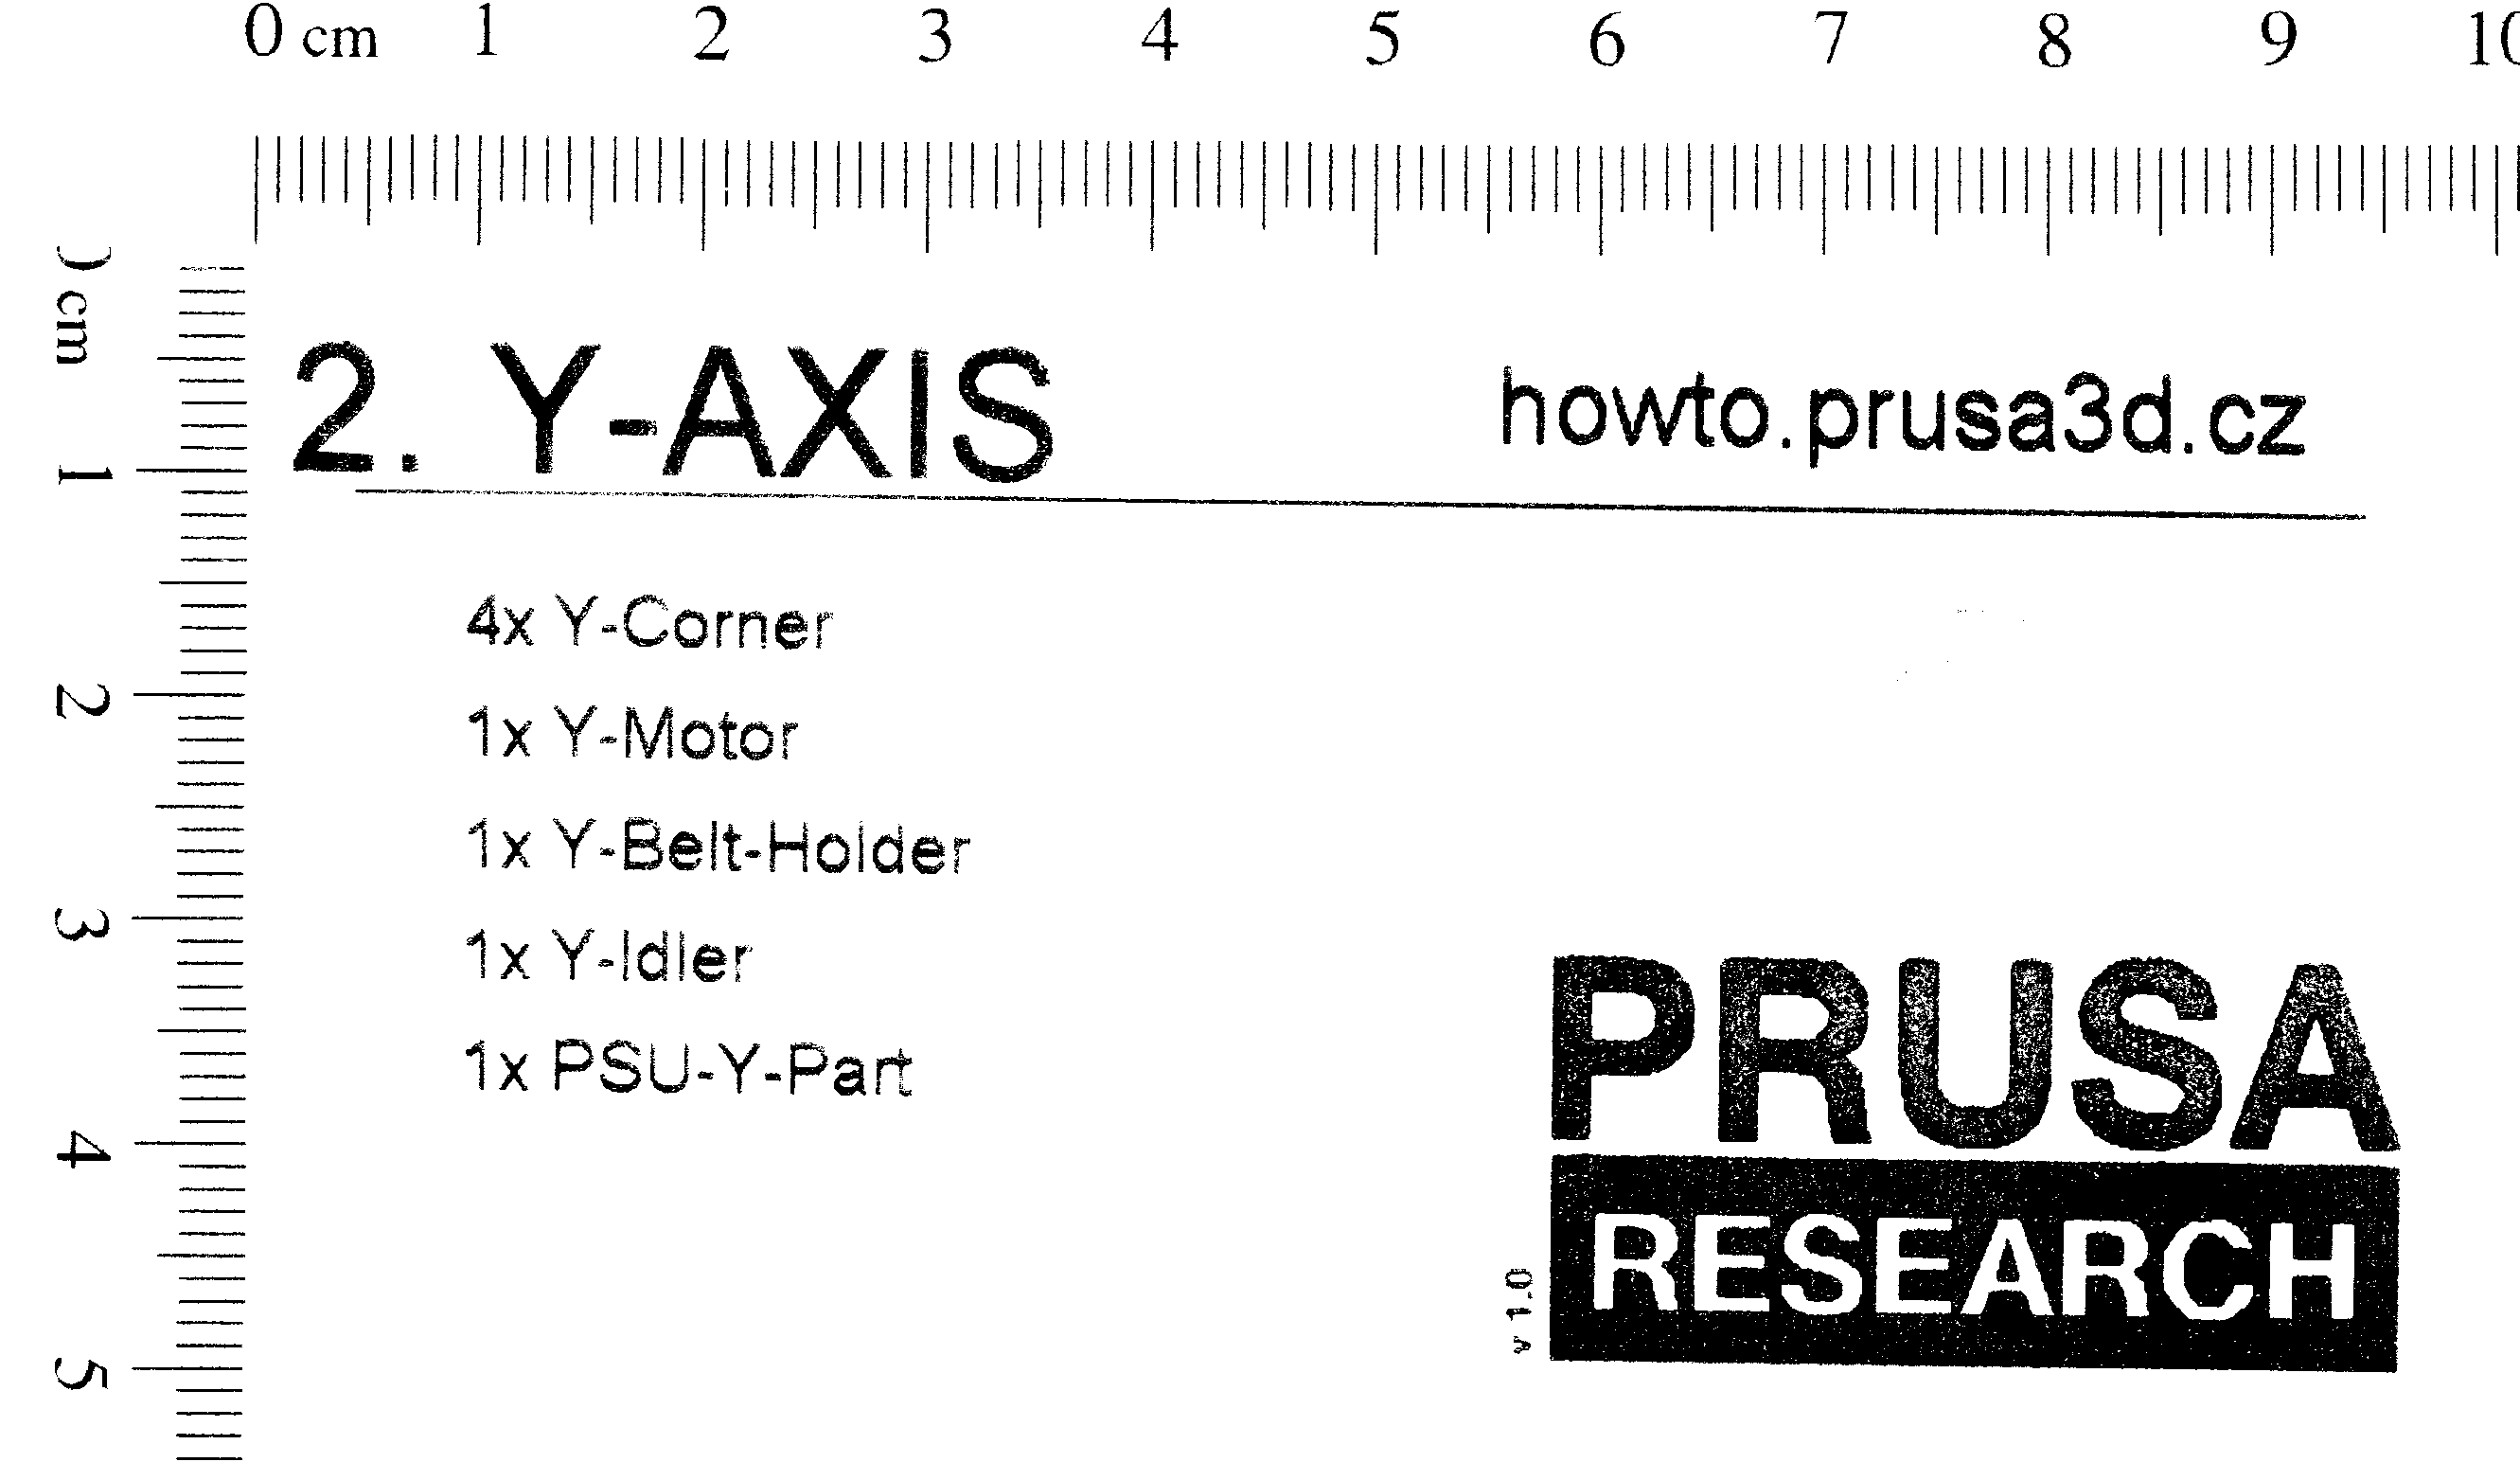 0 cm 1 2 3 4 5 6 7 8 9 10
0 cm
1
2
3
4
5
2. Y-AXIS howto.prusa3d.cz
4x Y-Corner
1x Y-Motor
1x Y-Belt-Holder
1x Y-Idler
1x PSU-Y-Part
PRUSA
RESEARCH
v 1.0